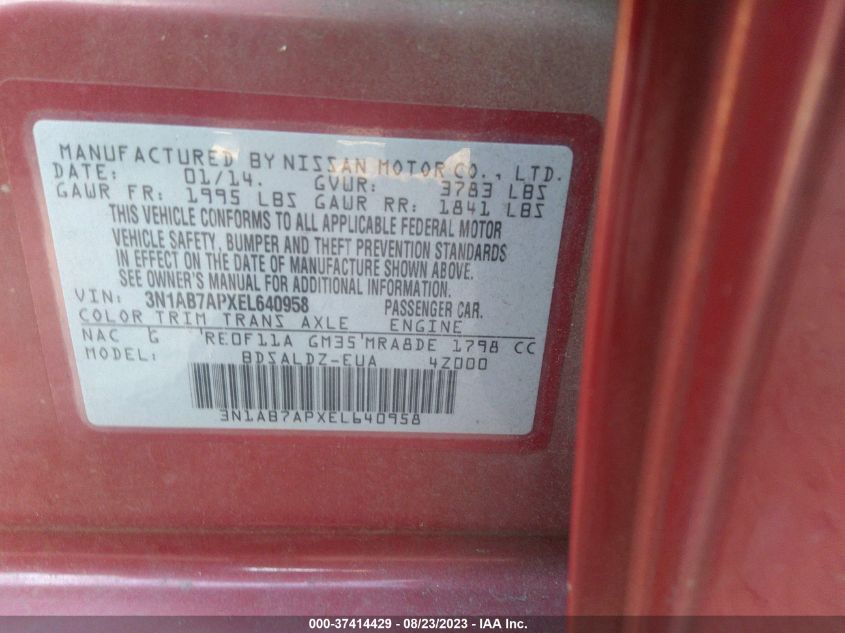 MANUFACTURED BY NISSAN MOTOR CO., LTD.
DATE: 01/14. GVWR: 3783 LBS
GAWR FR: 1995 LBS GAWR RR: 1841 LBS
THIS VEHICLE CONFORMS TO ALL APPLICABLE FEDERAL MOTOR
VEHICLE SAFETY, BUMPER AND THEFT PREVENTION STANDARDS
IN EFFECT ON THE DATE OF MANUFACTURE SHOWN ABOVE.
SEE OWNER'S MANUAL FOR ADDITIONAL INFORMATION.
VIN: 3N1AB7APXEL640958 PASSENGER CAR.
COLOR TRIM TRANS AXLE ENGINE
NAC G RE0F11A GM35 MRA8DE 1798 CC
MODEL: BDSALDZ-EUA 4Z000
3N1AB7APXEL640958
000-37414429 - 08/23/2023 - IAA Inc.